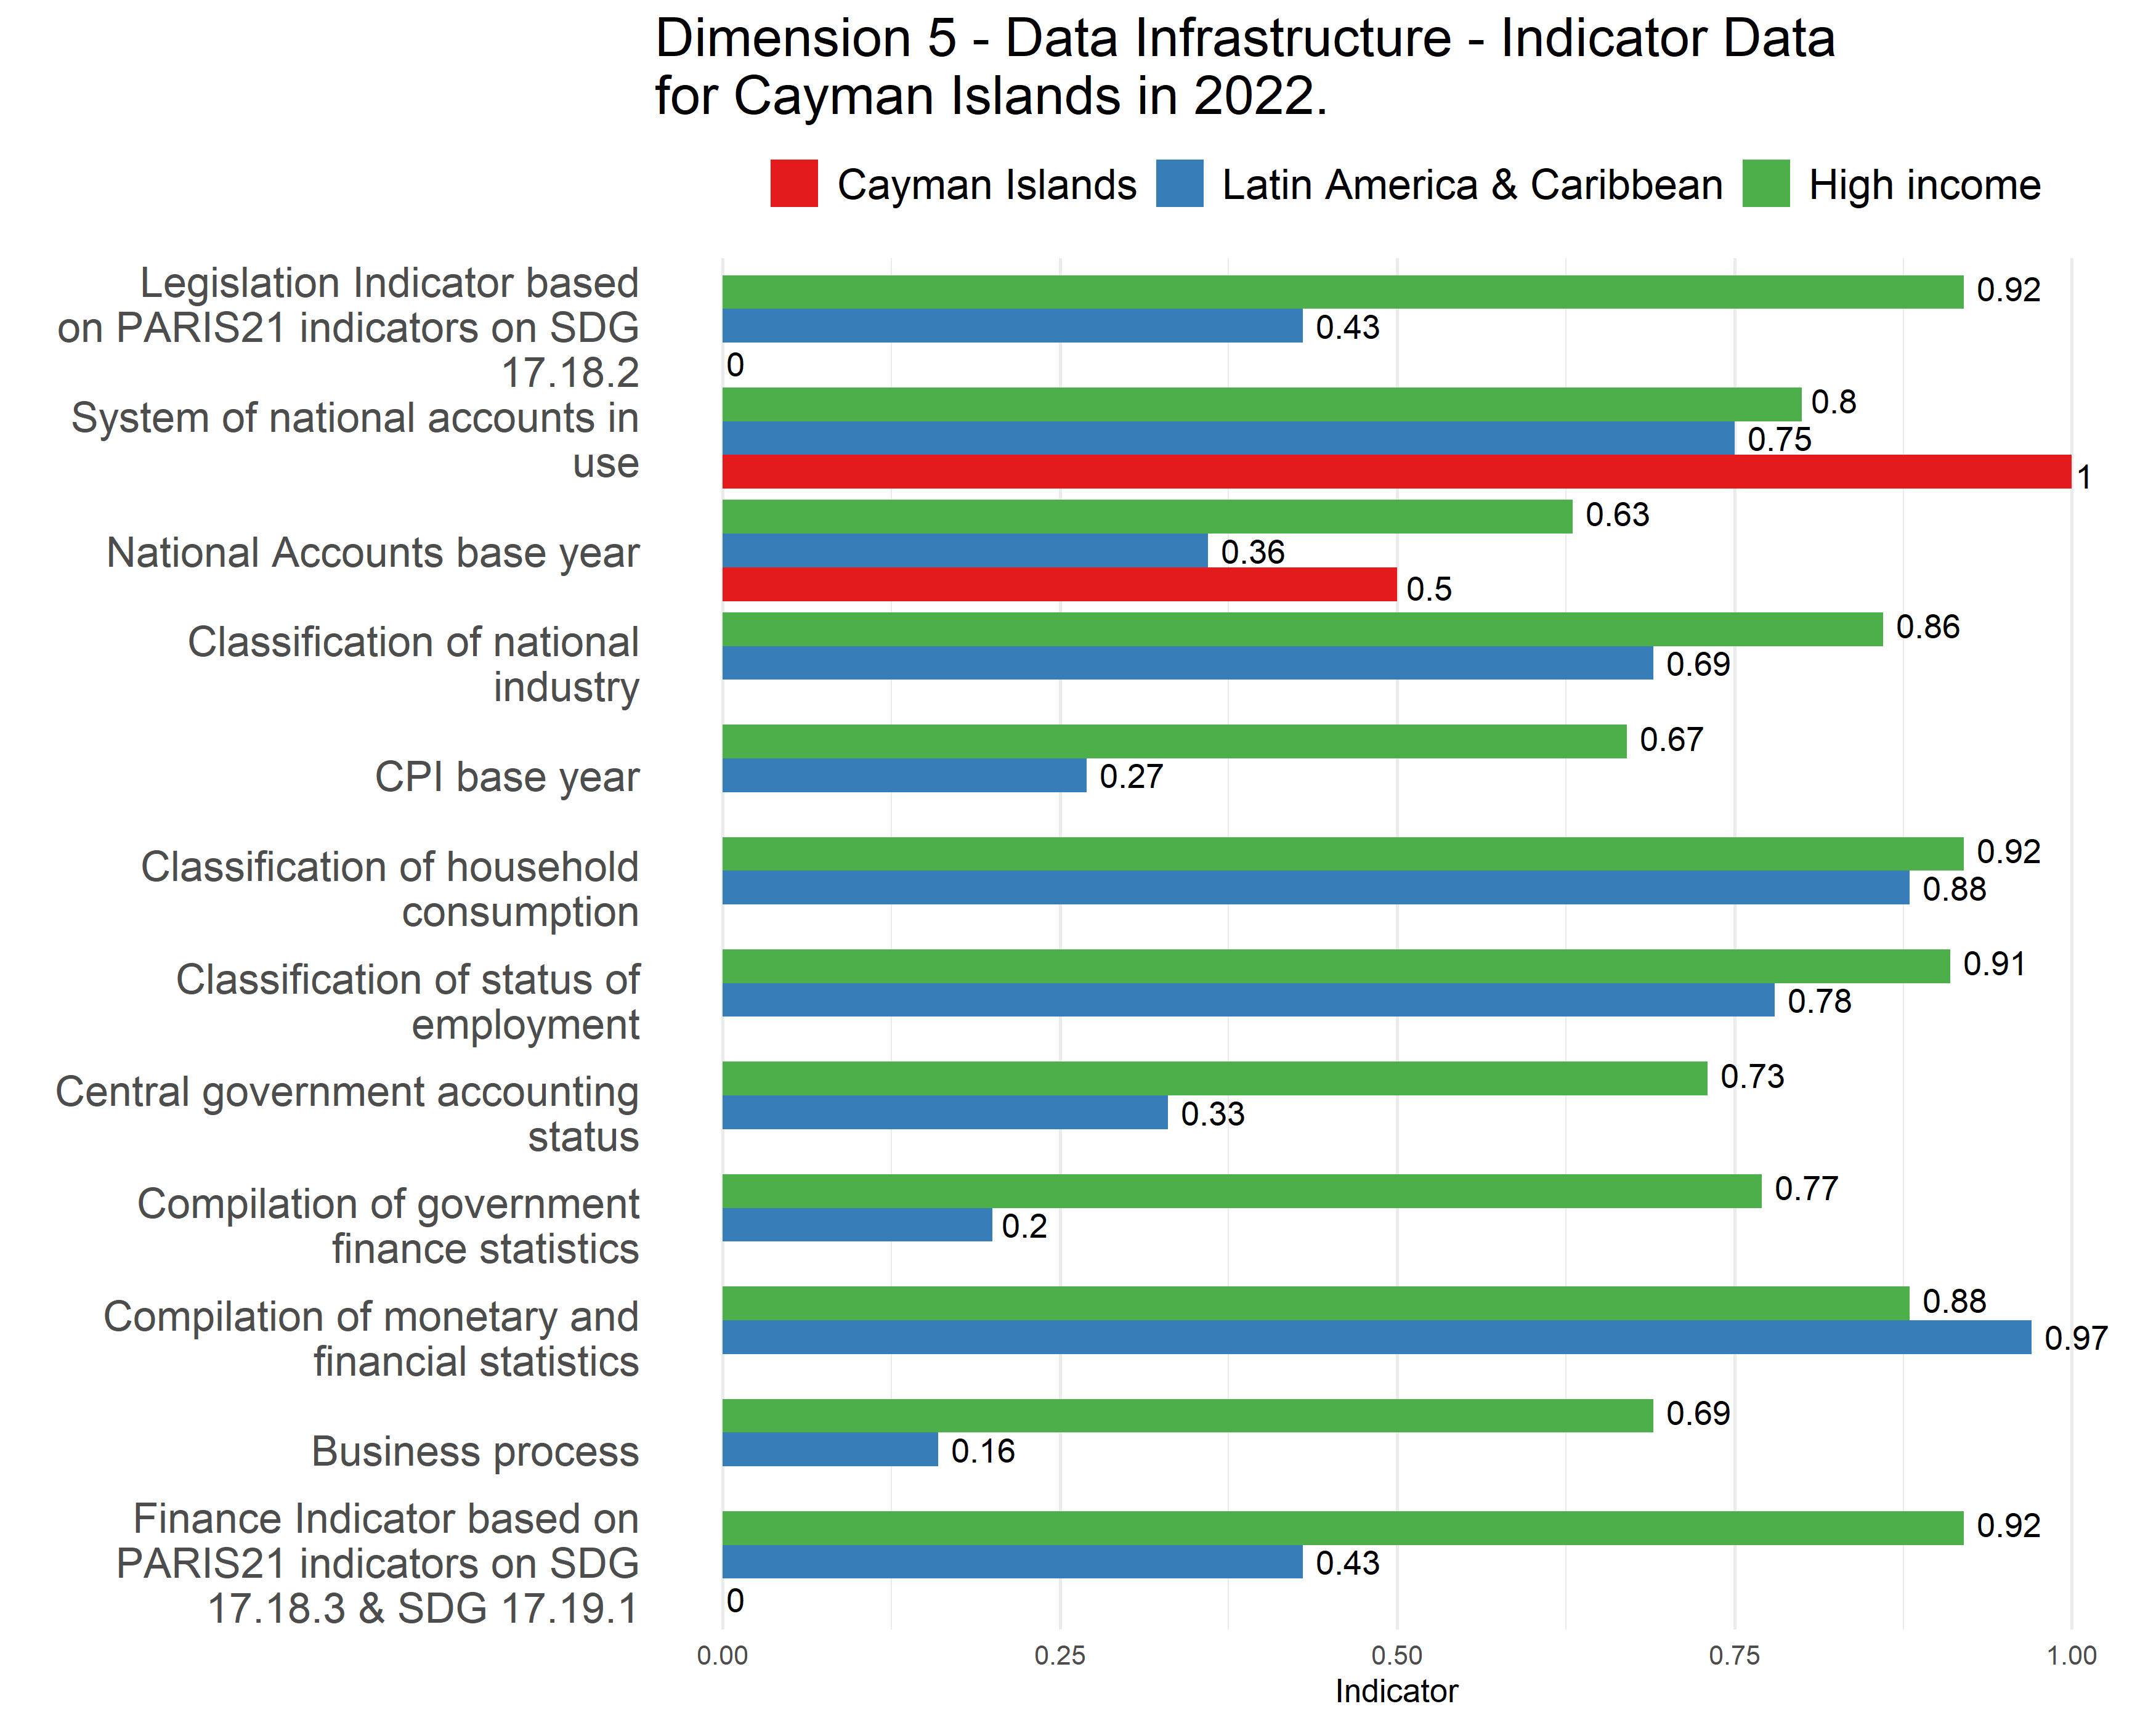 Dimension 5 - Data Infrastructure - Indicator Data
for Cayman Islands in 2022.
Cayman Islands
Latin America & Caribbean
High income
Legislation Indicator based
on PARIS21 indicators on SDG
17.18.2
0.92
0.43
0
System of national accounts in
use
0.8
0.75
1
National Accounts base year
0.63
0.36
0.5
Classification of national
industry
0.86
0.69
CPI base year
0.67
0.27
Classification of household
consumption
0.92
0.88
Classification of status of
employment
0.91
0.78
Central government accounting
status
0.73
0.33
Compilation of government
finance statistics
0.77
0.2
Compilation of monetary and
financial statistics
0.88
0.97
Business process
0.69
0.16
Finance Indicator based on
PARIS21 indicators on SDG
17.18.3 & SDG 17.19.1
0.92
0.43
0
0.00 0.25 0.50 0.75 1.00
Indicator